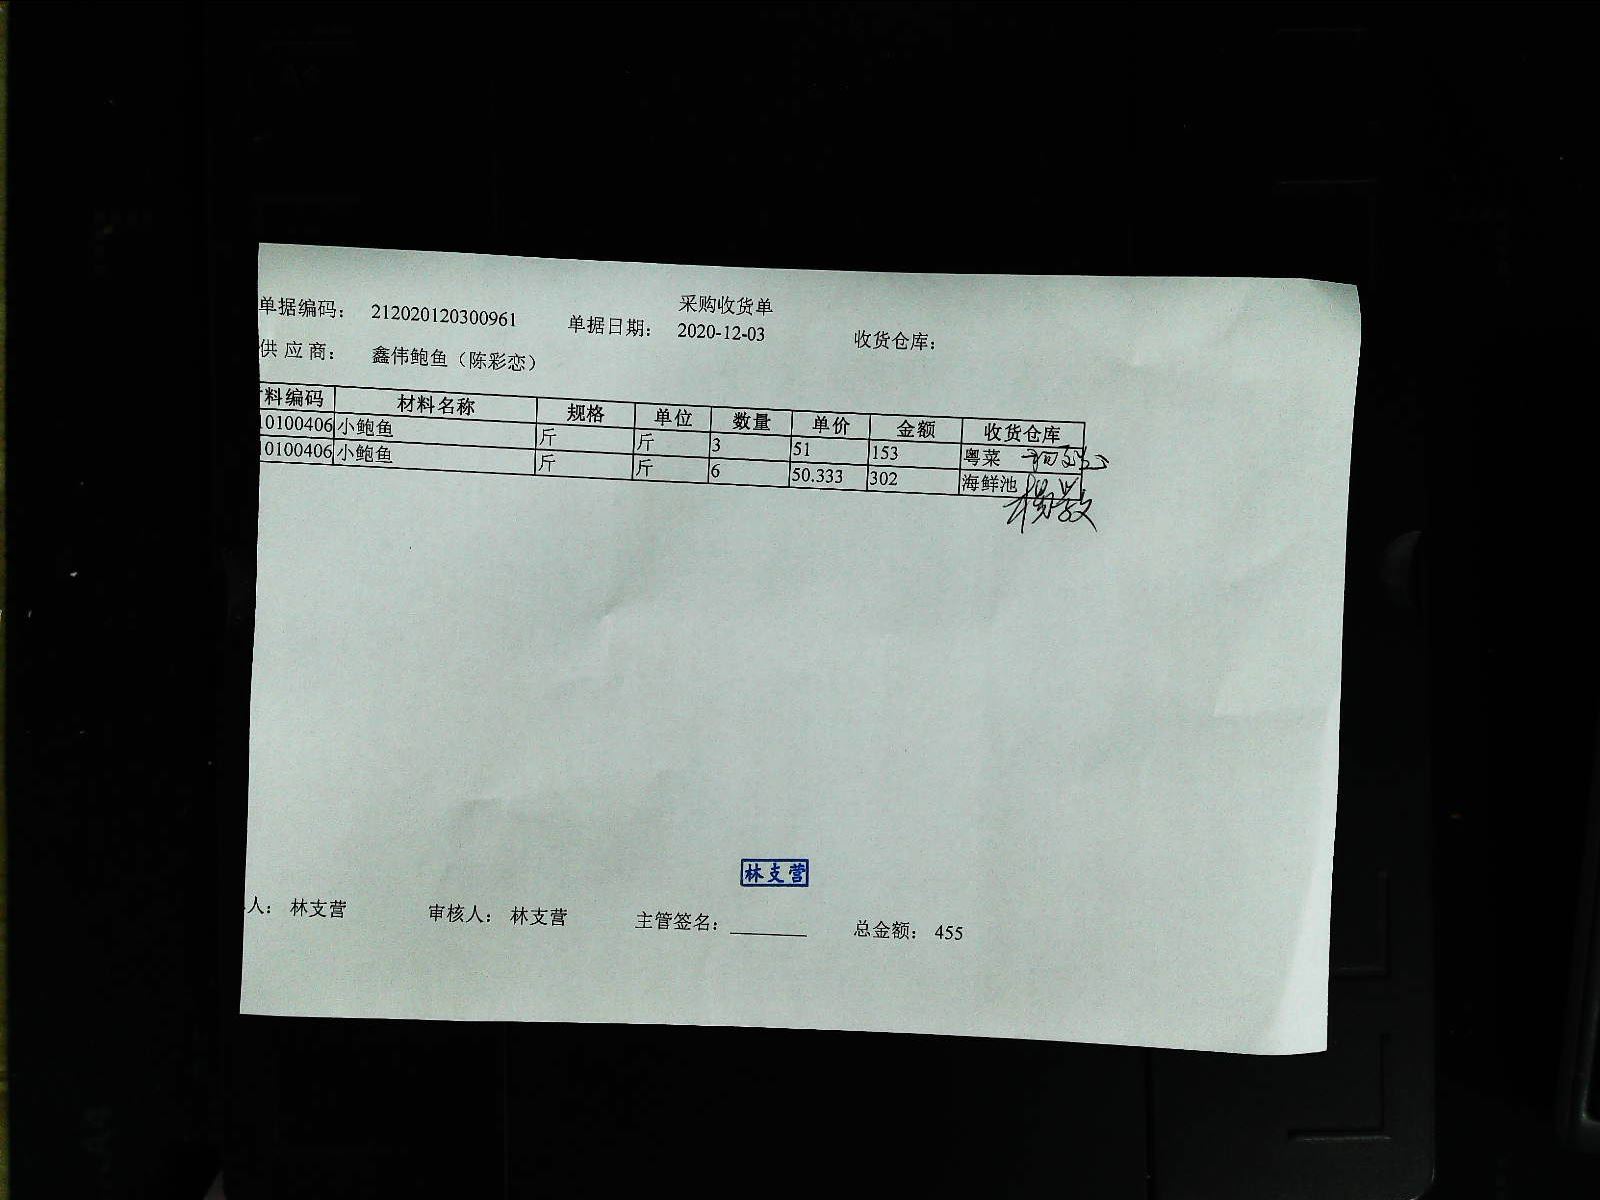 采购收货单
单据编码： 212020120300961 单据日期： 2020-12-03 收货仓库：
供 应 商： 鑫伟鲍鱼（陈彩恋）
料编码 材料名称 规格 单位 数量 单价 金额 收货仓库
10100406 小鲍鱼 斤 斤 3 51 153 粤菜
10100406 小鲍鱼 斤 斤 6 50.333 302 海鲜池
林支营
人： 林支营 审核人： 林支营 主管签名： 总金额： 455